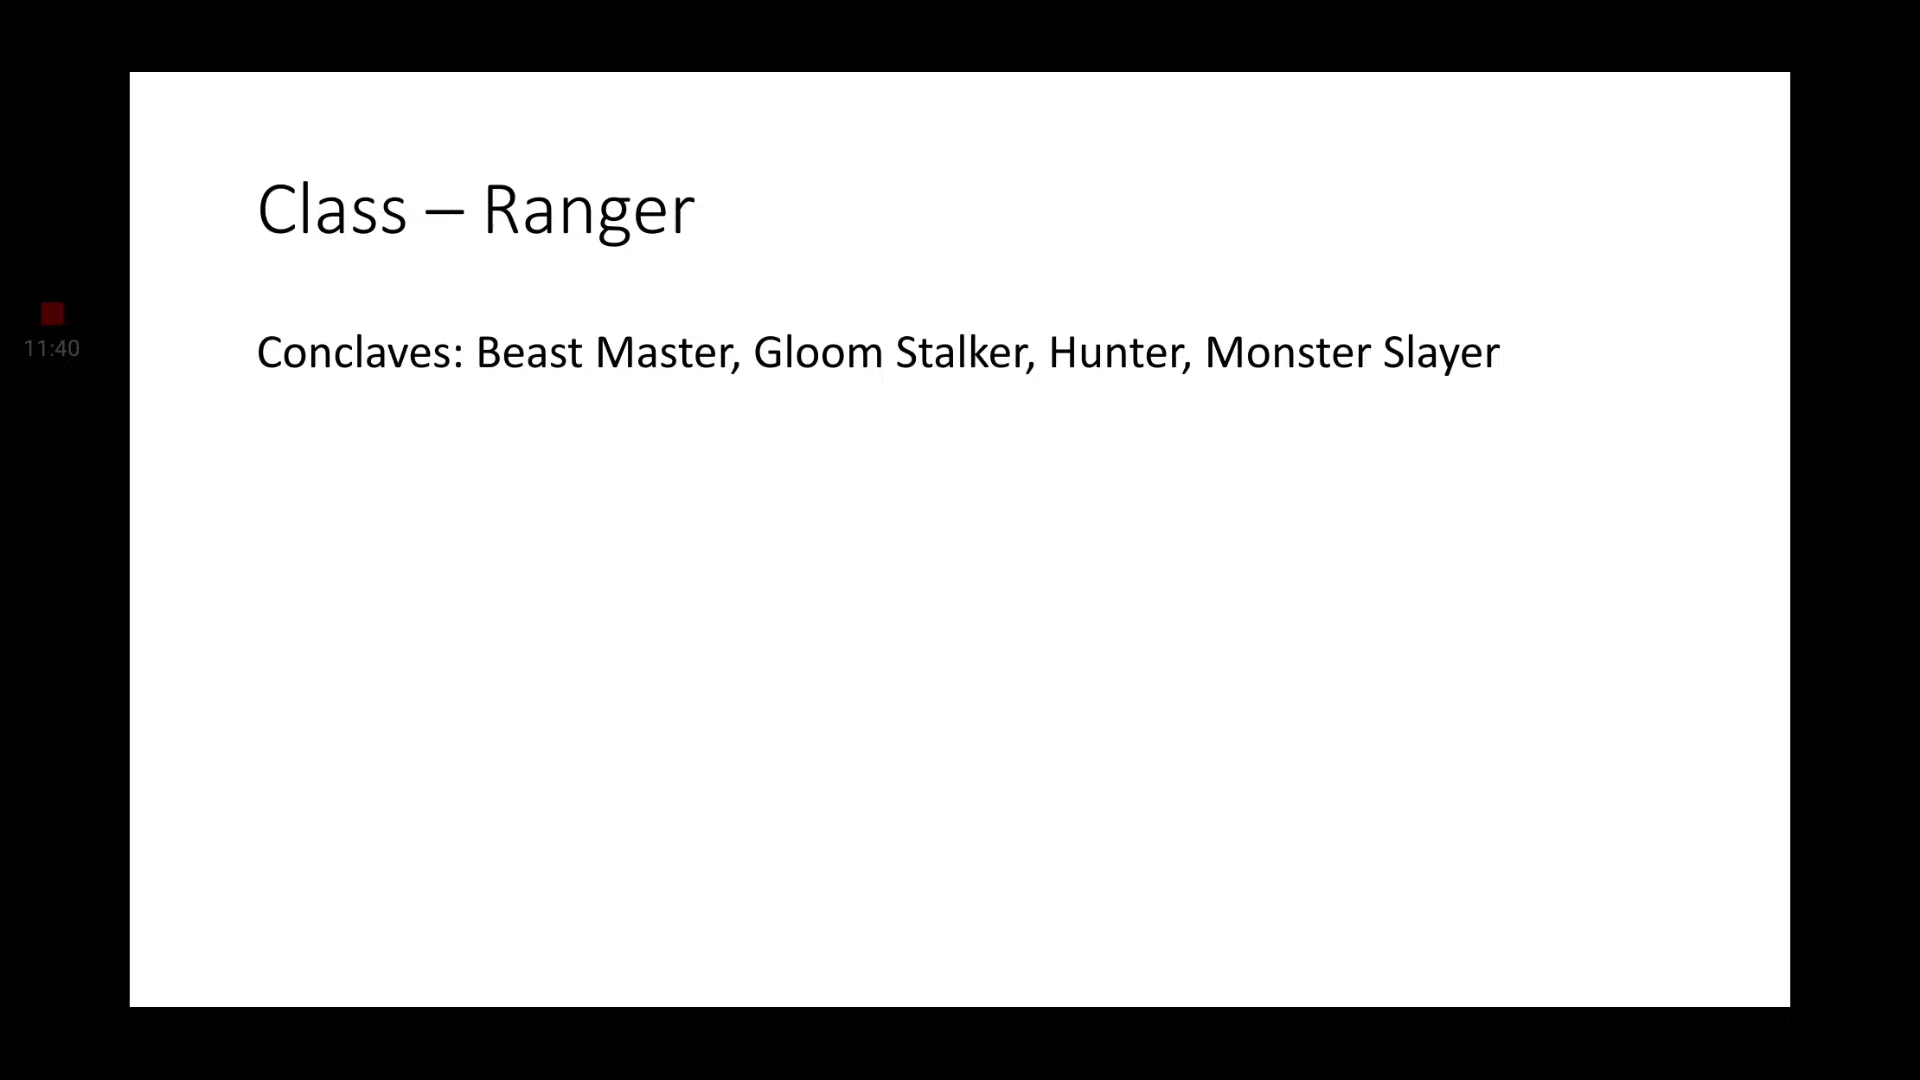 Class – Ranger
11:40
Conclaves: Beast Master, Gloom Stalker, Hunter, Monster Slayer